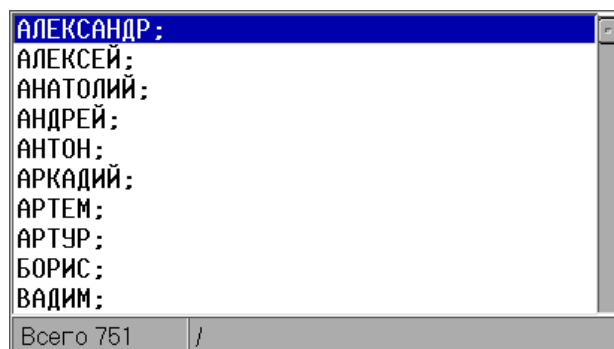 АЛЕКСАНДР;
АЛЕКСЕЙ;
АНАТОЛИЙ;
АНДРЕЙ;
АНТОН;
АРКАДИЙ;
АРТЕМ;
АРТУР;
БОРИС;
ВАДИМ;
Всего 751 /